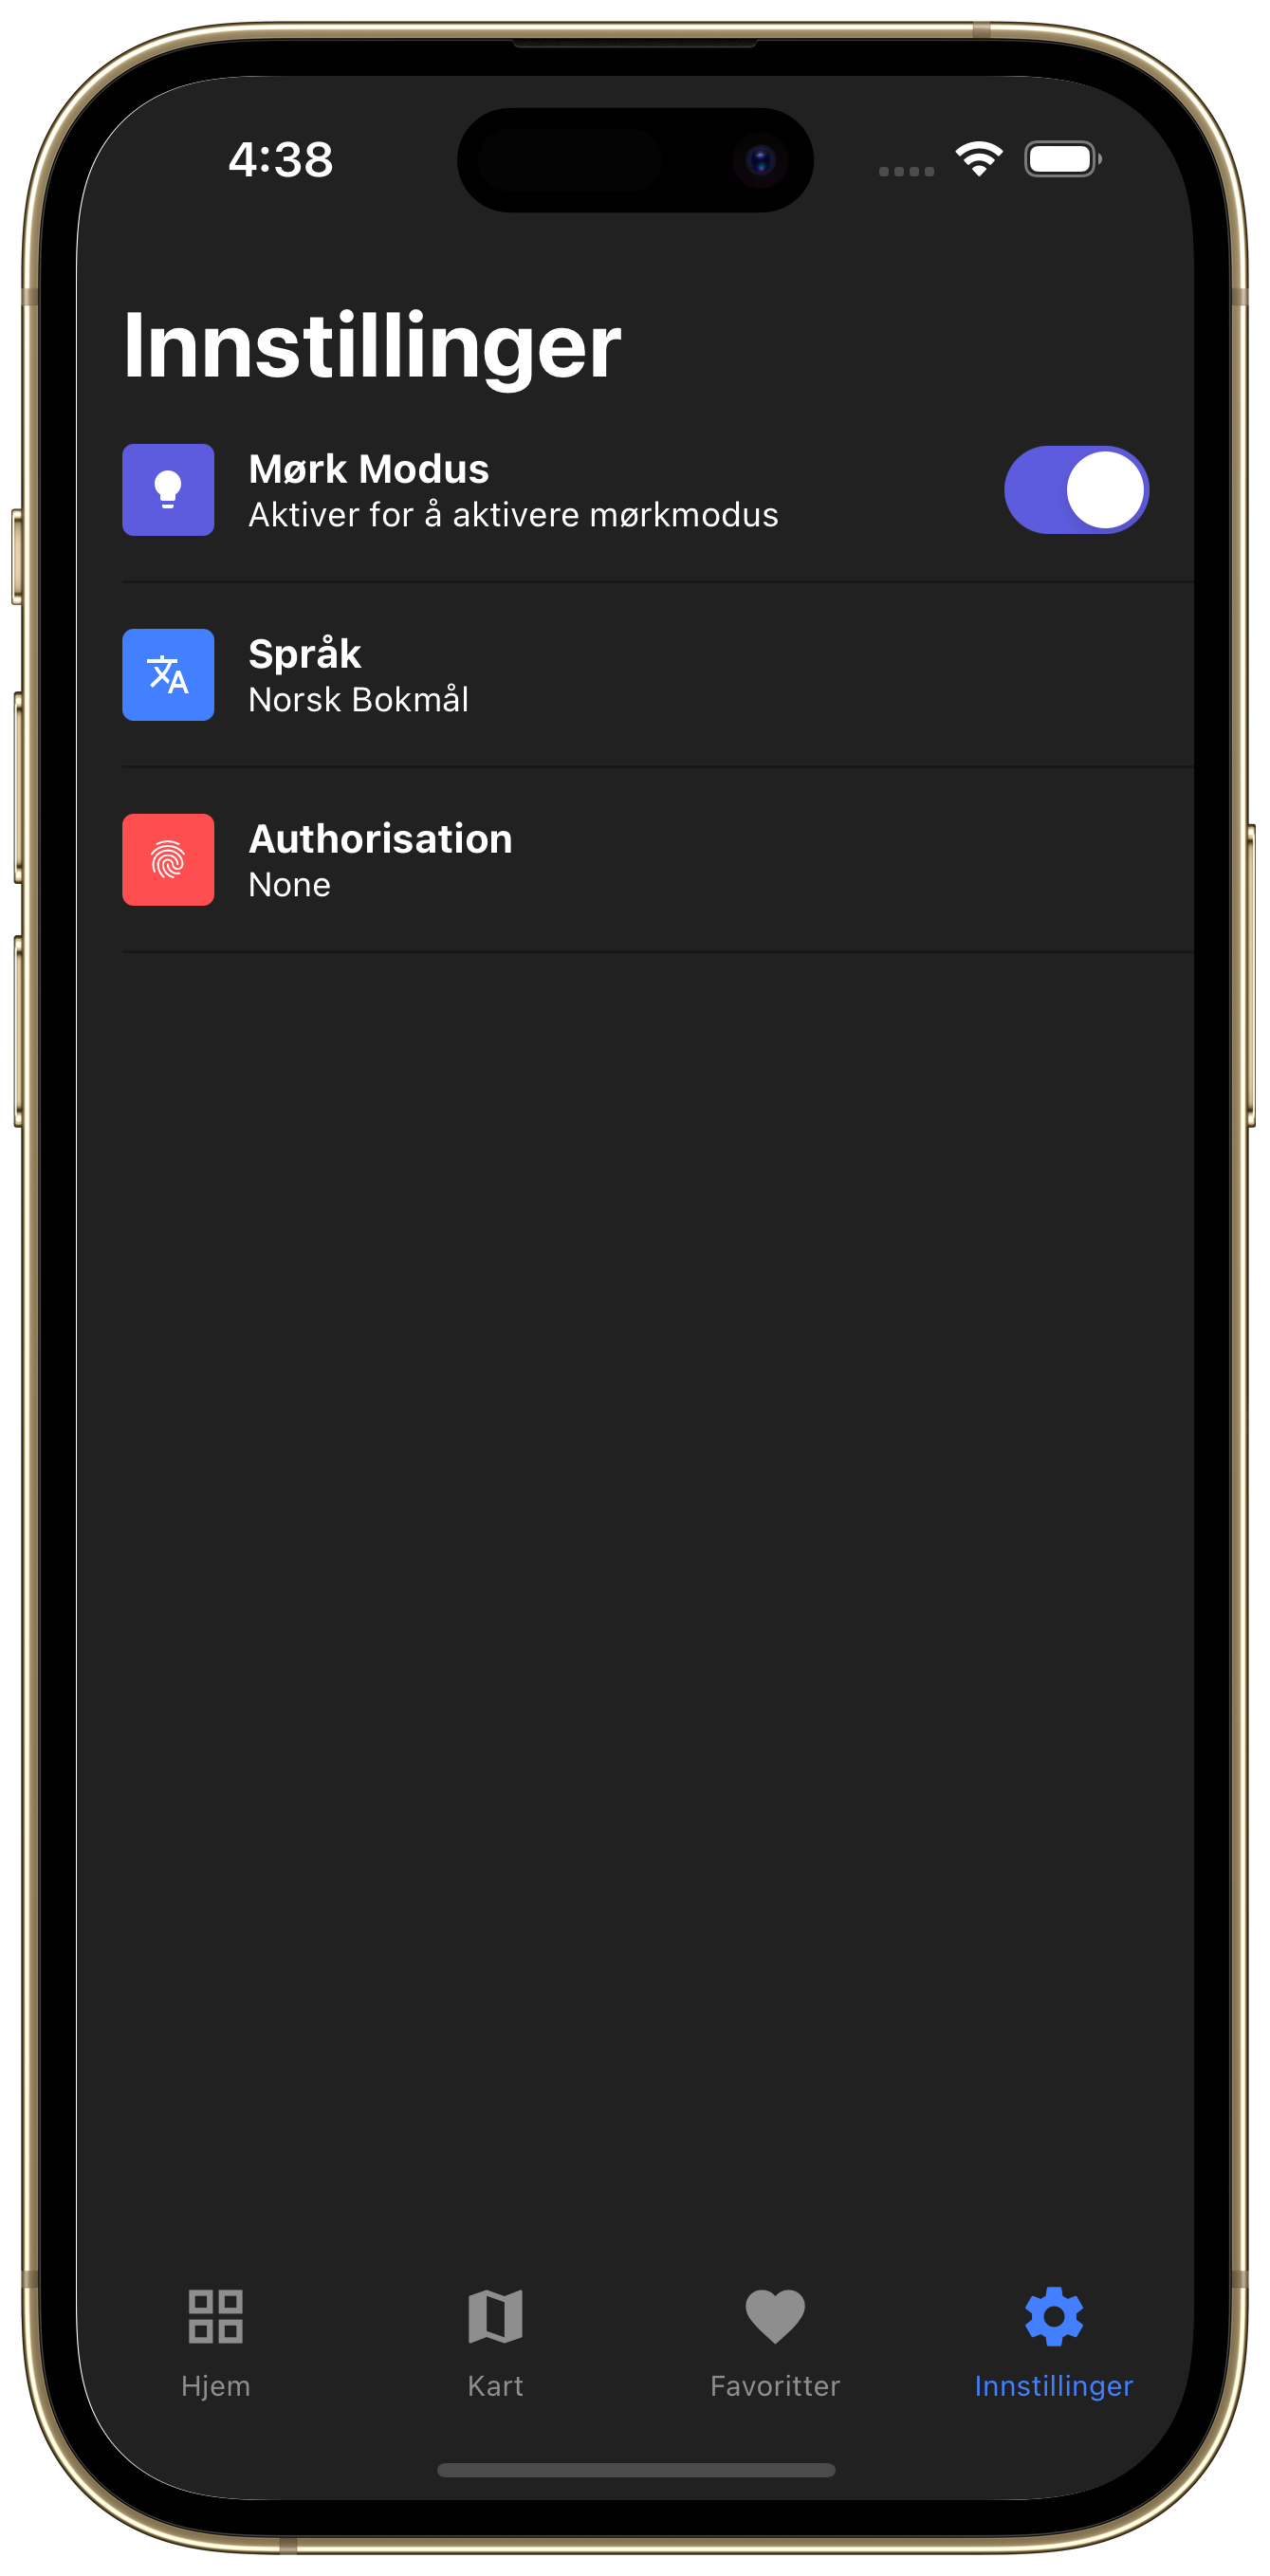 4:38
Innstillinger
Mørk Modus
Aktiver for å aktivere mørkmodus
Språk
Norsk Bokmål
Authorisation
None
Hjem
Kart
Favoritter
Innstillinger